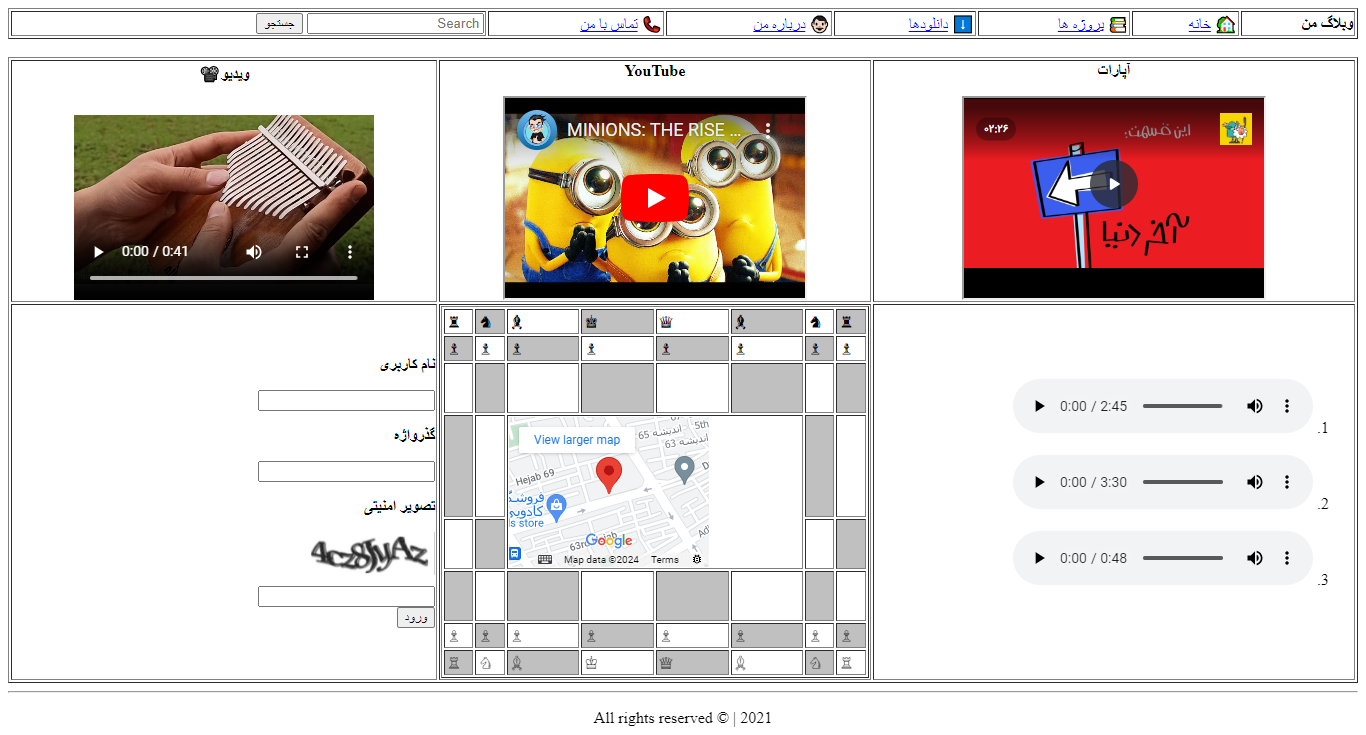 وبلاگ من
خانه
پروژه ها
دانلودها
درباره من
تماس با من
Search
جستجو
آپارات
۰۲:۲۶
این قسمت:
آخر دنیا
YouTube
MINIONS: THE RISE ...
ویدیو
0:00 / 0:41
1.
0:00 / 2:45
2.
0:00 / 3:30
3.
0:00 / 0:48
View larger map
5th
اندیشه 65
اندیشه 63
Hejab 69
فروشگ
کادویی
s store
Google
Map data ©2024 Terms
نام کاربری
گذرواژه
تصویر امنیتی
4cz8JyAz
ورود
All rights reserved © | 2021